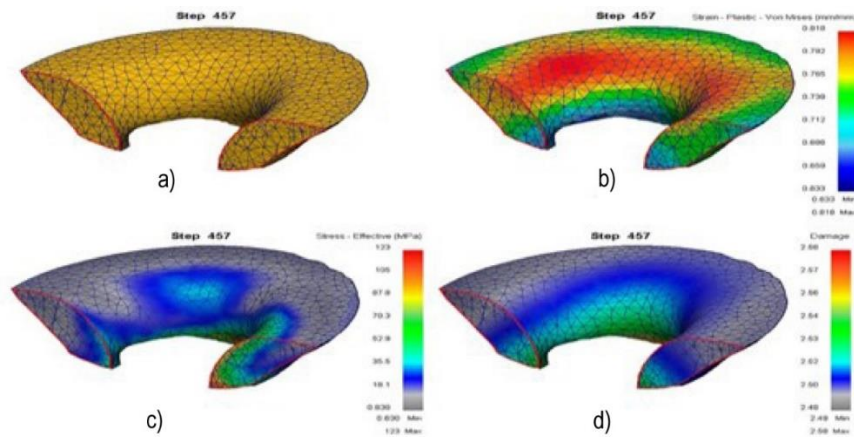 Step 457
a)
Step 457
Strain - Plastic - Von Mises (mm/mm)
0.818
0.792
0.765
0.739
0.712
0.686
0.659
0.633
0.633 Min
0.818 Max
b)
Step 457
Stress - Effective (MPa)
123
105
87.8
70.3
52.9
35.5
18.1
0.630
0.630 Min
123 Max
c)
Step 457
Damage
2.58
2.57
2.55
2.54
2.53
2.52
2.50
2.49
2.49 Min
2.58 Max
d)